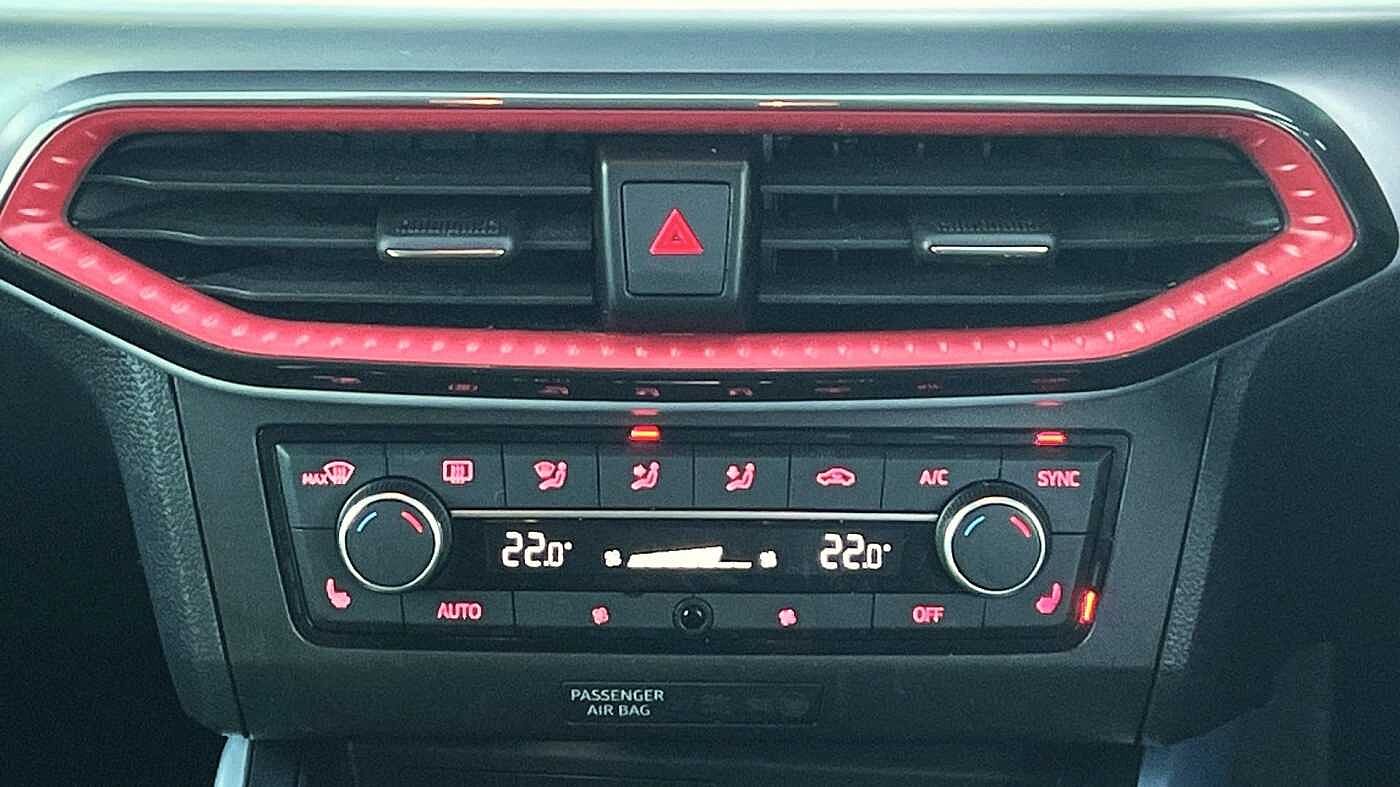 MAX
A/C
SYNC
22.0°
22.0°
AUTO
OFF
PASSENGER
AIR BAG